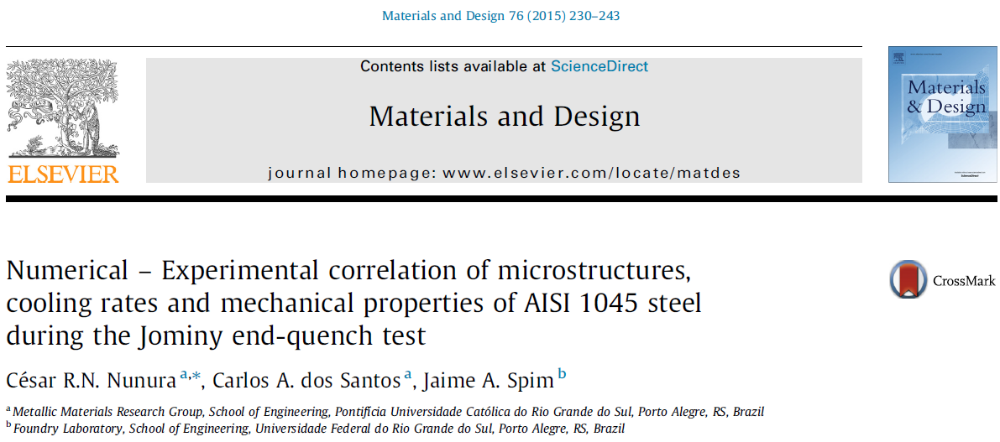 Materials and Design 76 (2015) 230–243
Contents lists available at ScienceDirect
Materials and Design
journal homepage: www.elsevier.com/locate/matdes
ELSEVIER
Materials
& Design
Numerical – Experimental correlation of microstructures,
cooling rates and mechanical properties of AISI 1045 steel
during the Jominy end-quench test
CrossMark
César R.N. Nunura a,*, Carlos A. dos Santos a, Jaime A. Spim b
a Metallic Materials Research Group, School of Engineering, Pontifícia Universidade Católica do Rio Grande do Sul, Porto Alegre, RS, Brazil
b Foundry Laboratory, School of Engineering, Universidade Federal do Rio Grande do Sul, Porto Alegre, RS, Brazil